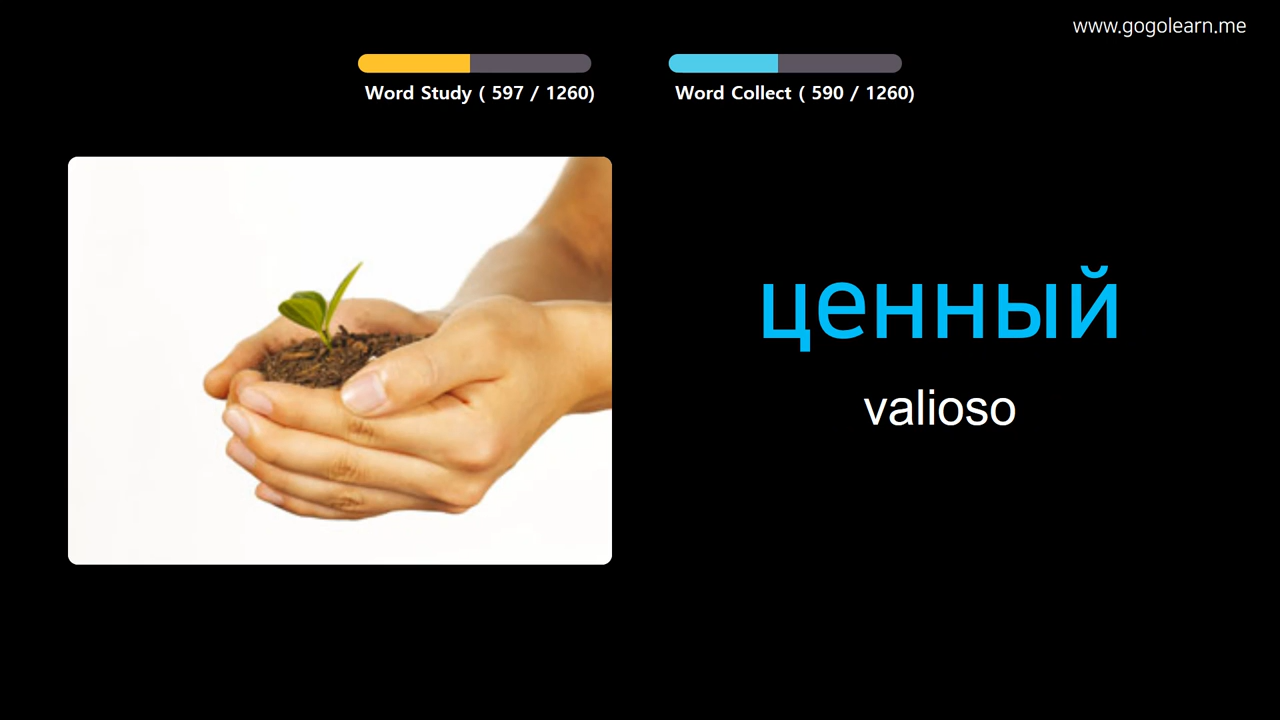 www.gogolearn.me
Word Study ( 597 / 1260)
Word Collect ( 590 / 1260)
ценный
valioso